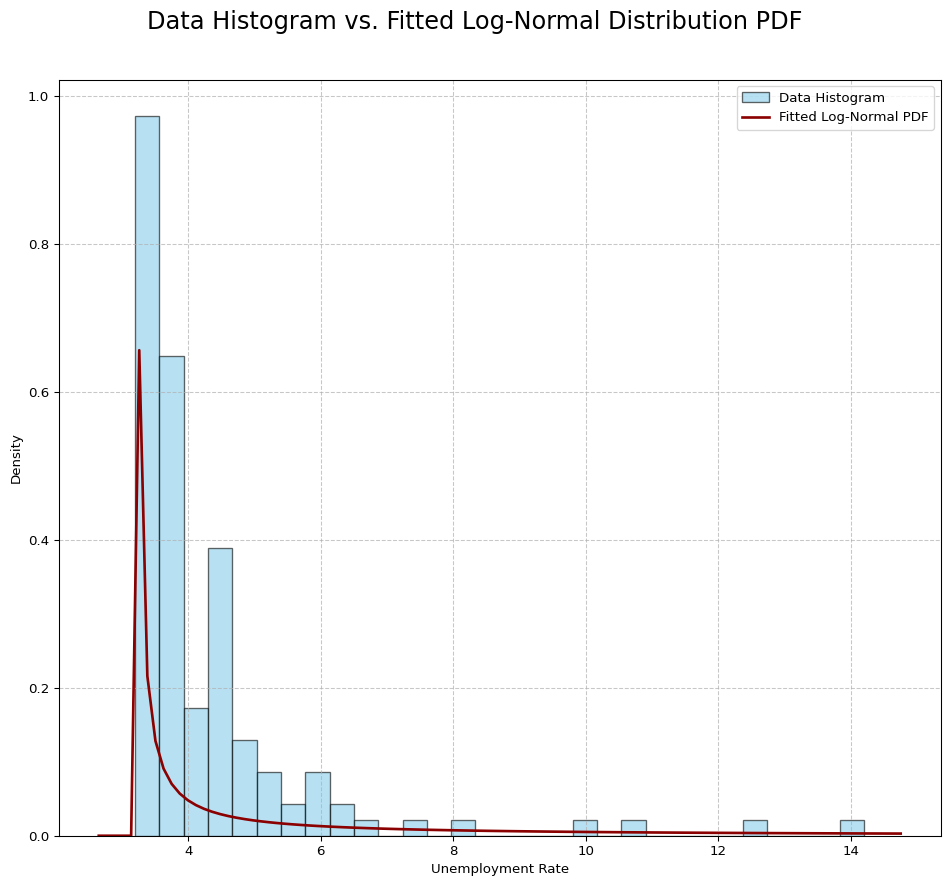 Data Histogram vs. Fitted Log-Normal Distribution PDF
Data Histogram
Fitted Log-Normal PDF
1.0
0.8
0.6
0.4
0.2
0.0
Density
4 6 8 10 12 14
Unemployment Rate